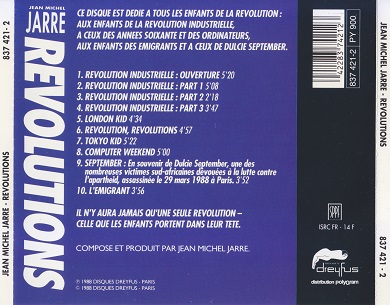 JEAN MICHEL JARRE - REVOLUTIONS
837 421 - 2
JEAN MICHEL
JARRE
REVOLUTIONS
CE DISQUE EST DEDIE A TOUS LES ENFANTS DE LA REVOLUTION :
AUX ENFANTS DE LA REVOLUTION INDUSTRIELLE,
A CEUX DES ANNEES SOIXANTE ET DES ORDINATEURS,
AUX ENFANTS DES EMIGRANTS ET A CEUX DE DULCIE SEPTEMBER.
1. REVOLUTION INDUSTRIELLE : OUVERTURE 5'20
2. REVOLUTION INDUSTRIELLE : PART 1 5'08
3. REVOLUTION INDUSTRIELLE : PART 2 2'18
4. REVOLUTION INDUSTRIELLE : PART 3 3'47
5. LONDON KID 4'34
6. REVOLUTION, REVOLUTIONS 4'57
7. TOKYO KID 5'22
8. COMPUTER WEEKEND 5'00
9. SEPTEMBER : En souvenir de Dulcie September, une des
nombreuses victimes sud-africaines dévouées à la lutte contre
l'apartheid, assassinée le 29 mars 1988 à Paris. 3'52
10. L'EMIGRANT 3'56
IL N'Y AURA JAMAIS QU'UNE SEULE REVOLUTION –
CELLE QUE LES ENFANTS PORTENT DANS LEUR TETE.
COMPOSE ET PRODUIT PAR JEAN MICHEL JARRE.
℗ 1988 DISQUES DREYFUS - PARIS
© 1988 DISQUES DREYFUS - PARIS
837 421-2 PY 900
0 42283 74212
SPPF
ISRC FR - 14 F
disques
dreyfus
distribution polygram
JEAN MICHEL JARRE - REVOLUTIONS
837 421 - 2